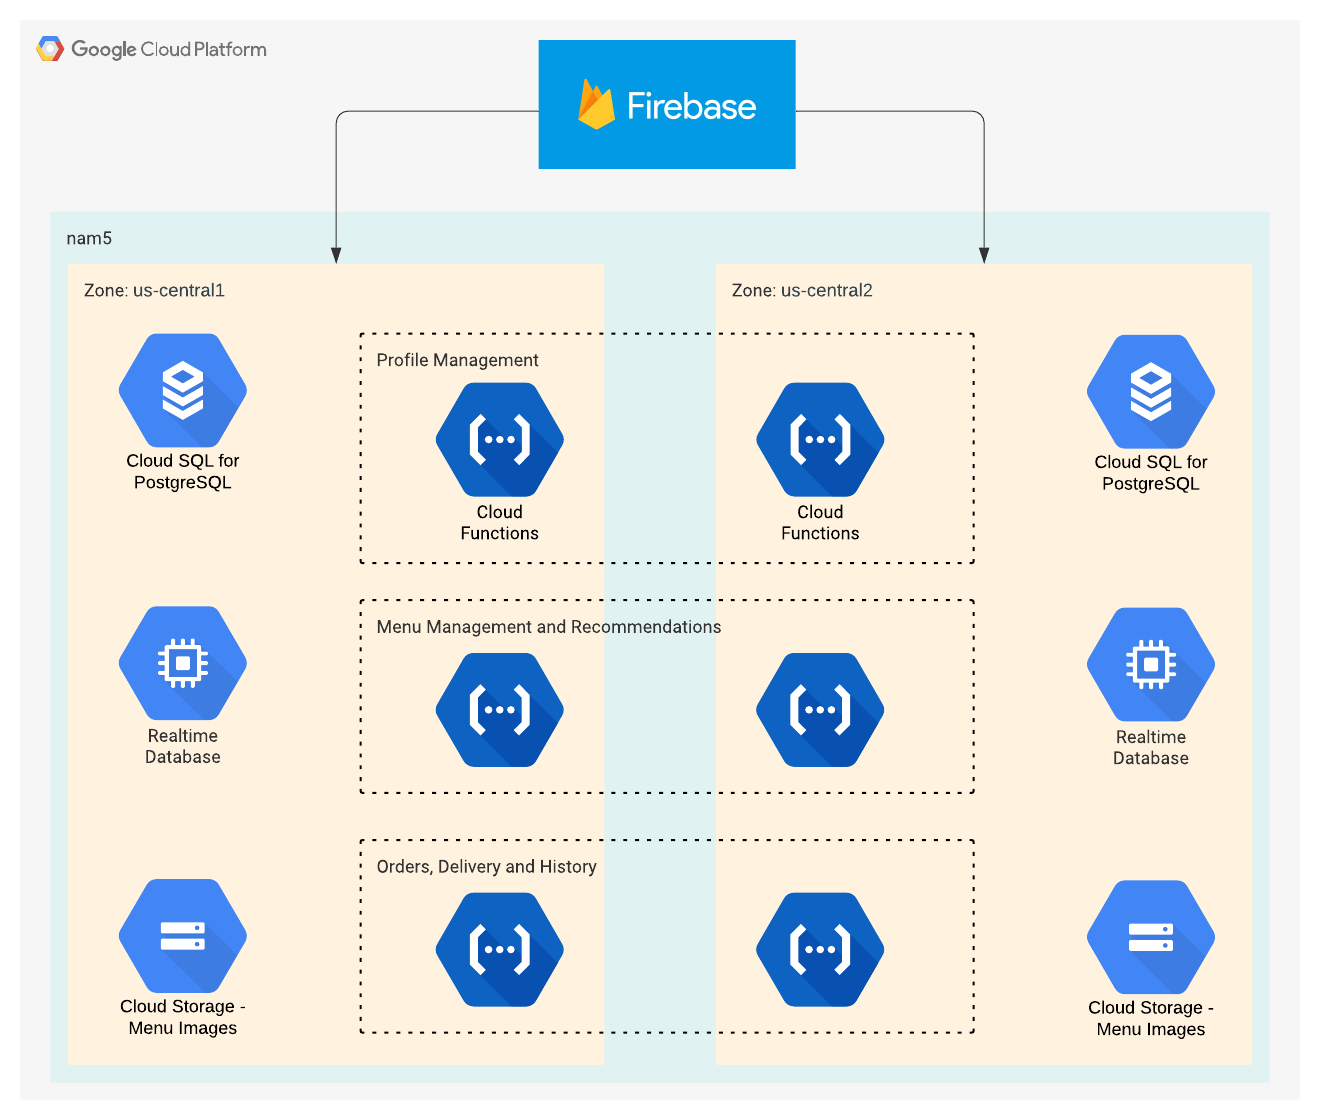 Google Cloud Platform
Firebase
nam5
Zone: us-central1
Zone: us-central2
Profile Management
Cloud SQL for
PostgreSQL
Cloud
Functions
Cloud
Functions
Cloud SQL for
PostgreSQL
Menu Management and Recommendations
Realtime
Database
Realtime
Database
Orders, Delivery and History
Cloud Storage -
Menu Images
Cloud Storage -
Menu Images